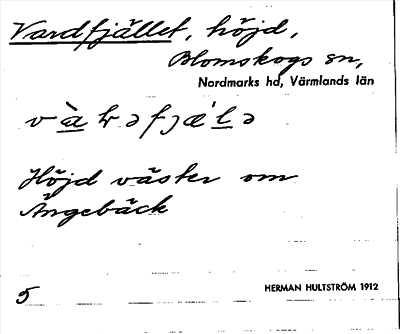 Vardfjället, höjd,
Blomskogs sn,
Nordmarks hd, Värmlands län
Höjd väster om
Ängebäck
5
HERMAN HULTSTRÖM 1912